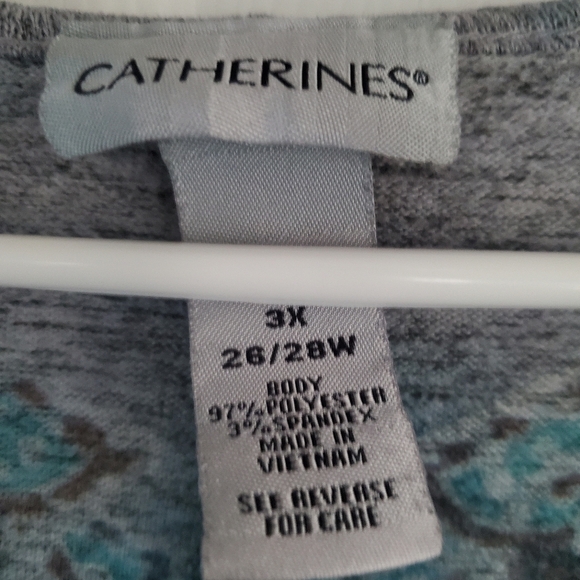 CATHERINES®
3X
26/28W
BODY
97% POLYESTER
3% SPANDEX
MADE IN
VIETNAM
SEE REVERSE
FOR CARE